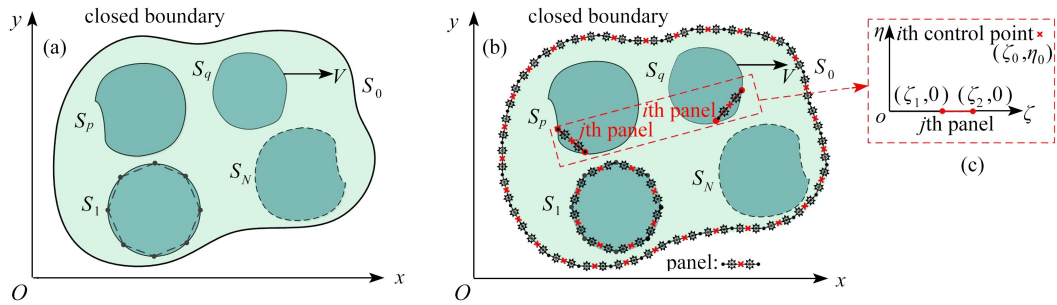 y
closed boundary
(a)
S_q
V
S_0
S_p
S_N
S_1
O
x
y
closed boundary
(b)
S_q
V
S_0
S_p
ith panel
jth panel
S_N
S_1
panel:
O
x
η
ith control point
(ζ_0,η_0)
(ζ_1,0) (ζ_2,0)
o
jth panel
ζ
(c)